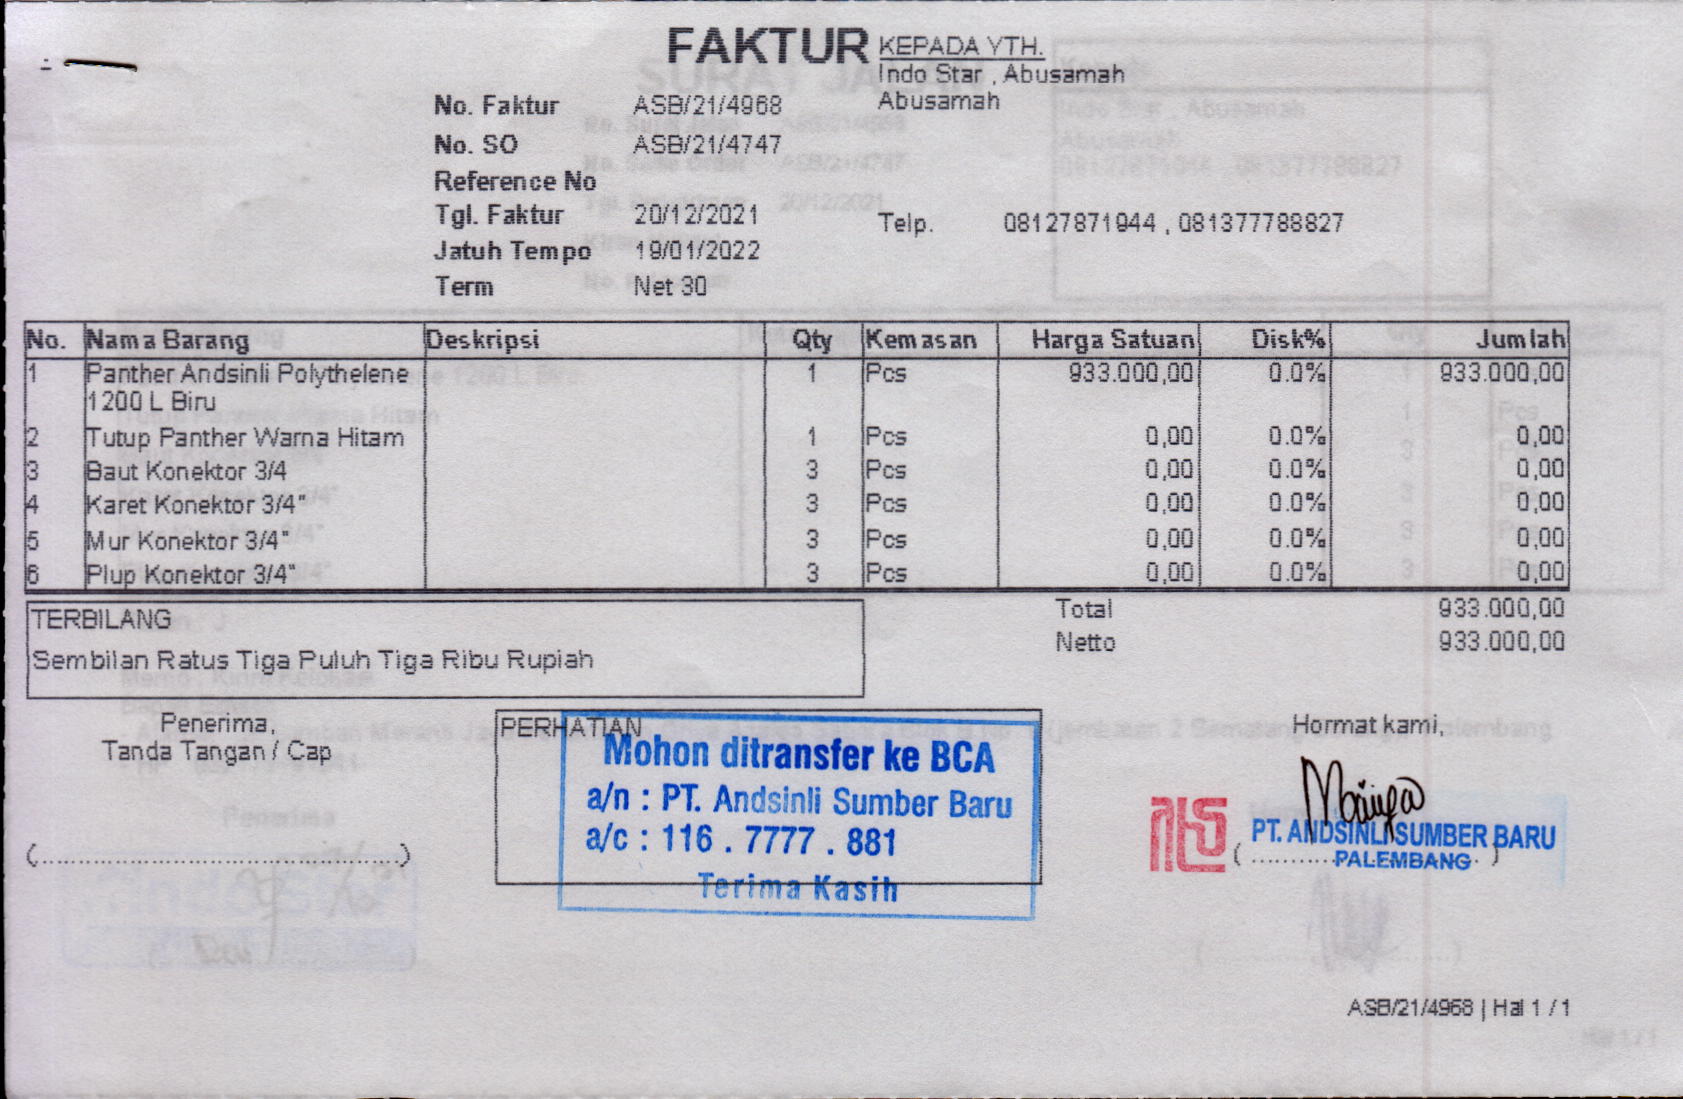 FAKTUR
KEPADA YTH.
Indo Star , Abusamah
Abusamah
No. Faktur ASB/21/4968
No. SO ASB/21/4747
Reference No
Tgl. Faktur 20/12/2021
Telp. 08127871944 , 081377788827
Jatuh Tempo 19/01/2022
Term Net 30
No. Nama Barang Deskripsi Qty Kemasan Harga Satuan Disk% Jumlah
1 Panther Andsinli Polythelene 1 Pcs 933.000,00 0.0% 933.000,00
1200 L Biru
2 Tutup Panther Warna Hitam 1 Pcs 0,00 0.0% 0,00
3 Baut Konektor 3/4 3 Pcs 0,00 0.0% 0,00
4 Karet Konektor 3/4" 3 Pcs 0,00 0.0% 0,00
5 Mur Konektor 3/4" 3 Pcs 0,00 0.0% 0,00
6 Plup Konektor 3/4" 3 Pcs 0,00 0.0% 0,00
TERBILANG
Sembilan Ratus Tiga Puluh Tiga Ribu Rupiah
Total 933.000,00
Netto 933.000,00
Penerima,
Tanda Tangan / Cap
(..........................................................)
PERHATIAN
Mohon ditransfer ke BCA
a/n : PT. Andsinli Sumber Baru
a/c : 116 . 7777 . 881
Terima Kasih
Hormat kami,
PT. ANDSINLI SUMBER BARU
PALEMBANG
ASB/21/4968 | Hal 1 / 1